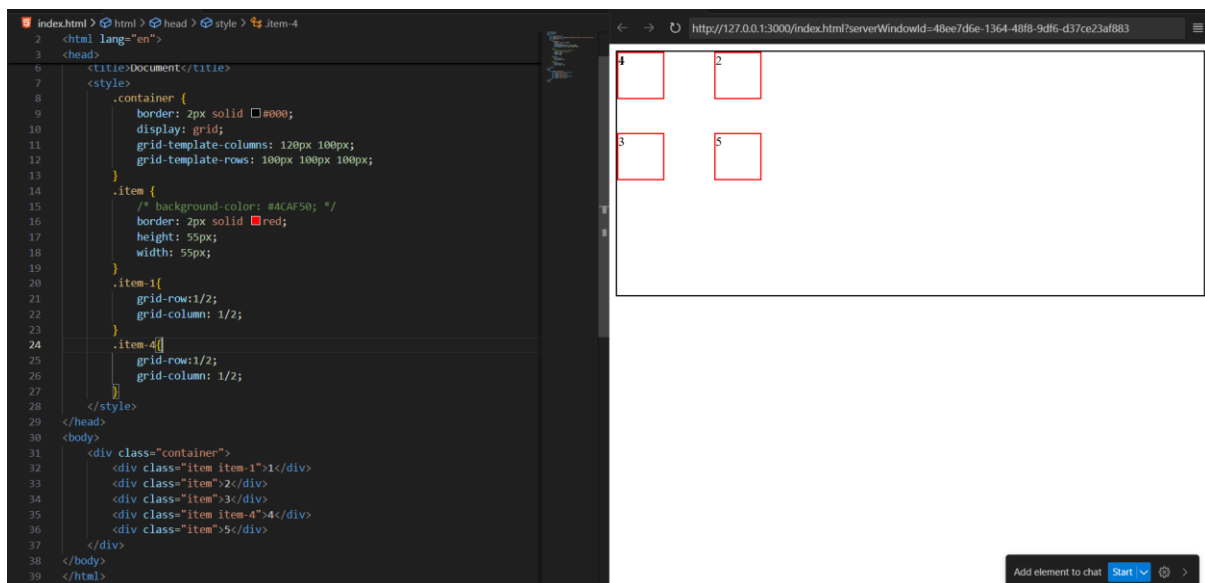 index.html > html > head > style > .item-4
2 <html lang="en">
3 <head>
6 <title>Document</title>
7 <style>
8 .container {
9 border: 2px solid #000;
10 display: grid;
11 grid-template-columns: 120px 100px;
12 grid-template-rows: 100px 100px 100px;
13 }
14 .item {
15 /* background-color: #4CAF50; */
16 border: 2px solid red;
17 height: 55px;
18 width: 55px;
19 }
20 .item-1{
21 grid-row:1/2;
22 grid-column: 1/2;
23 }
24 .item-4{
25 grid-row:1/2;
26 grid-column: 1/2;
27 }
28 </style>
29 </head>
30 <body>
31 <div class="container">
32 <div class="item item-1">1</div>
33 <div class="item">2</div>
34 <div class="item">3</div>
35 <div class="item item-4">4</div>
36 <div class="item">5</div>
37 </div>
38 </body>
39 </html>
http://127.0.0.1:3000/index.html?serverWindowId=48ee7d6e-1364-48f8-9df6-d37ce23af883
4 2
3 5
Add element to chat Start